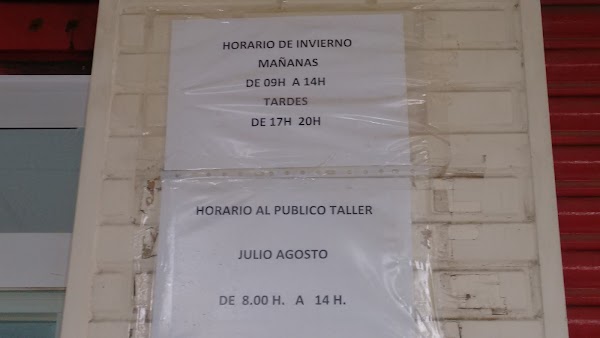 HORARIO DE INVIERNO
MAÑANAS
DE 09H A 14H
TARDES
DE 17H 20H
HORARIO AL PUBLICO TALLER
JULIO AGOSTO
DE 8.00 H. A 14 H.